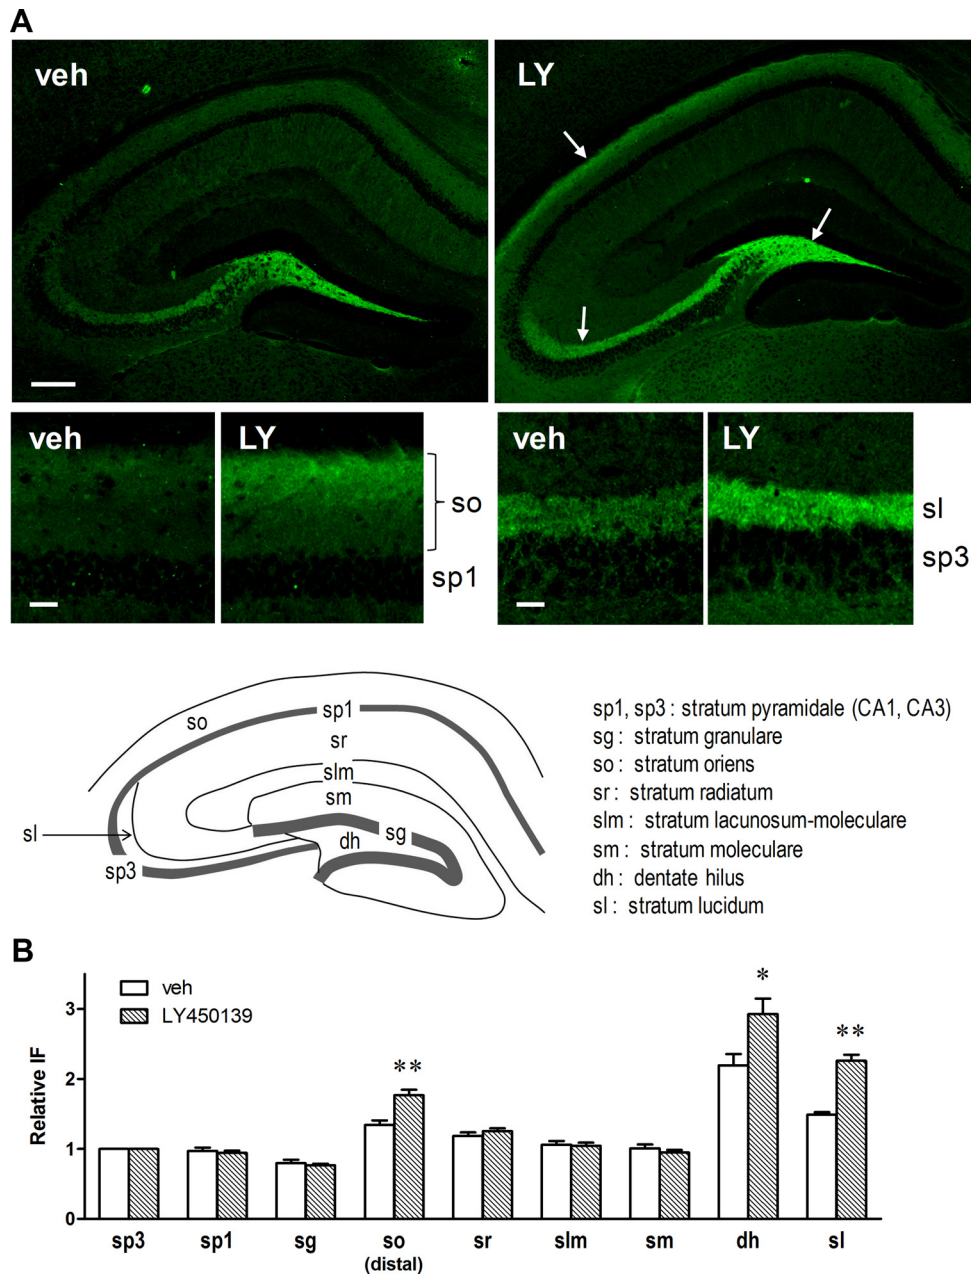 A
veh
LY
veh
LY
so
sp1
veh
LY
sl
sp3
so
sp1
sr
slm
sm
sg
dh
sl
sp3
sp1, sp3 : stratum pyramidale (CA1, CA3)
sg : stratum granulare
so : stratum oriens
sr : stratum radiatum
slm : stratum lacunosum-moleculare
sm : stratum moleculare
dh : dentate hilus
sl : stratum lucidum
B
veh
LY450139
Relative IF
3
2
1
0
**
*
**
sp3 sp1 sg so sr slm sm dh sl
(distal)